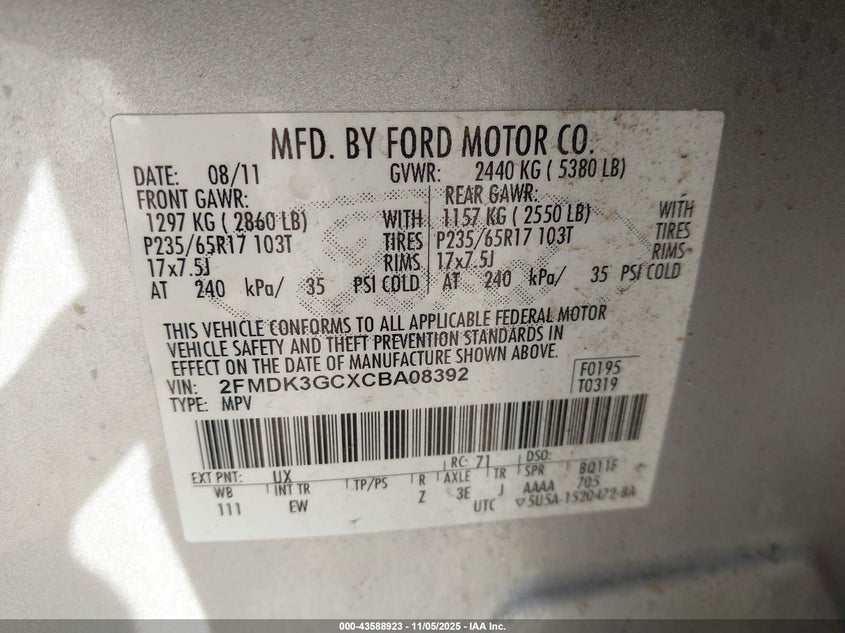 MFD. BY FORD MOTOR CO.
DATE: 08/11 GVWR: 2440 KG ( 5380 LB)
FRONT GAWR: REAR GAWR:
1297 KG ( 2860 LB) WITH 1157 KG ( 2550 LB) WITH
P235/65R17 103T TIRES P235/65R17 103T TIRES
17x7.5J RIMS 17x7.5J RIMS
AT 240 kPa/ 35 PSI COLD AT 240 kPa/ 35 PSI COLD
THIS VEHICLE CONFORMS TO ALL APPLICABLE FEDERAL MOTOR
VEHICLE SAFETY AND THEFT PREVENTION STANDARDS IN
EFFECT ON THE DATE OF MANUFACTURE SHOWN ABOVE.
VIN: 2FMDK3GCXCBA08392 F0195
TYPE: MPV T0319
EXT PNT: UX RC: 71 DSO:
WB INT TR TP/PS R AXLE TR SPR BQ11F
111 EW Z 3E J AAAA 705
UTC ▽5U5A-1520472-BA
000-43588923 - 11/05/2025 - IAA Inc.